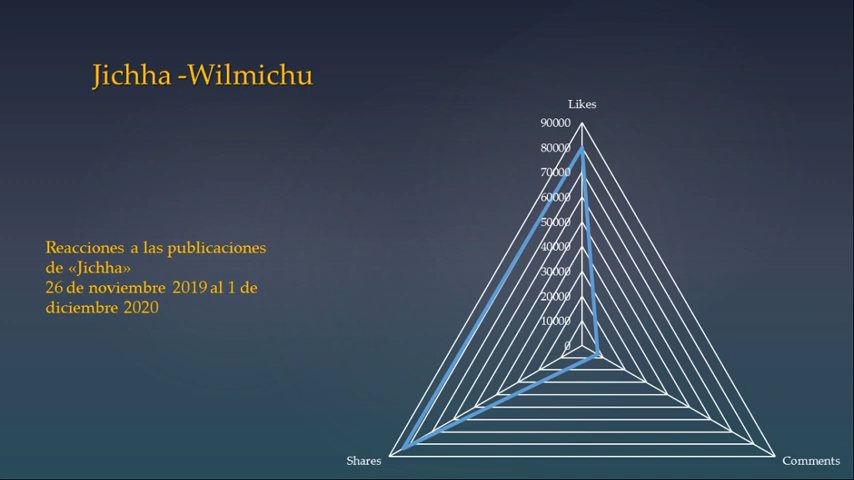 Jichha -Wilmichu
Likes
90000
80000
70000
60000
50000
40000
30000
20000
10000
0
Reacciones a las publicaciones
de «Jichha»
26 de noviembre 2019 al 1 de
diciembre 2020
Shares
Comments